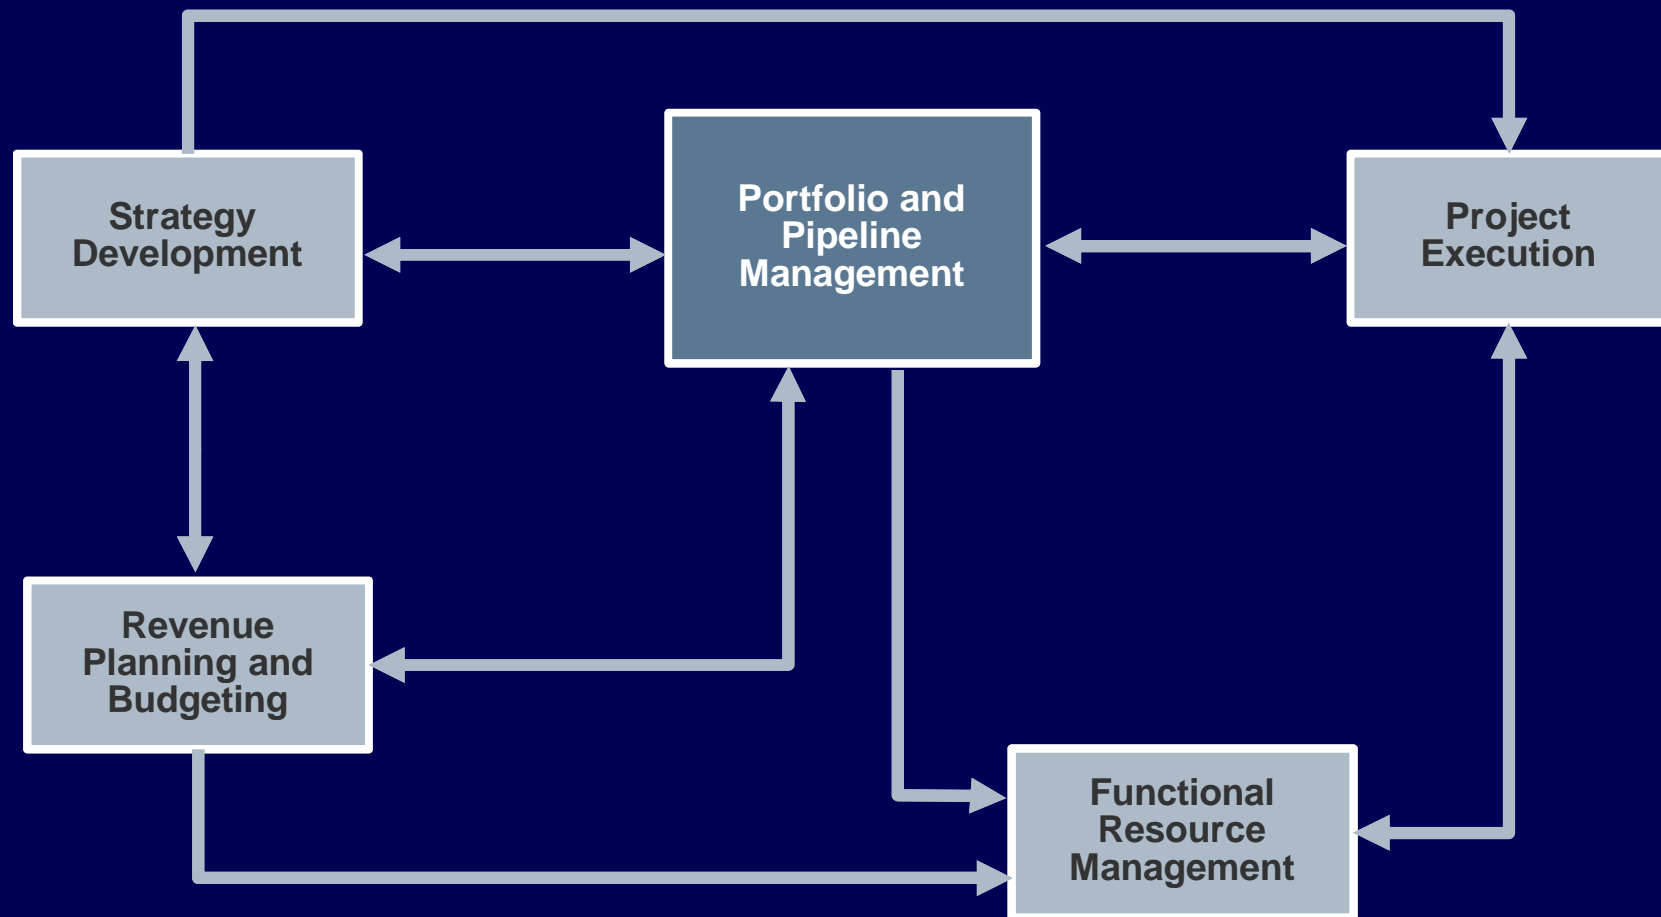 Strategy
Development
Portfolio and
Pipeline
Management
Project
Execution
Revenue
Planning and
Budgeting
Functional
Resource
Management